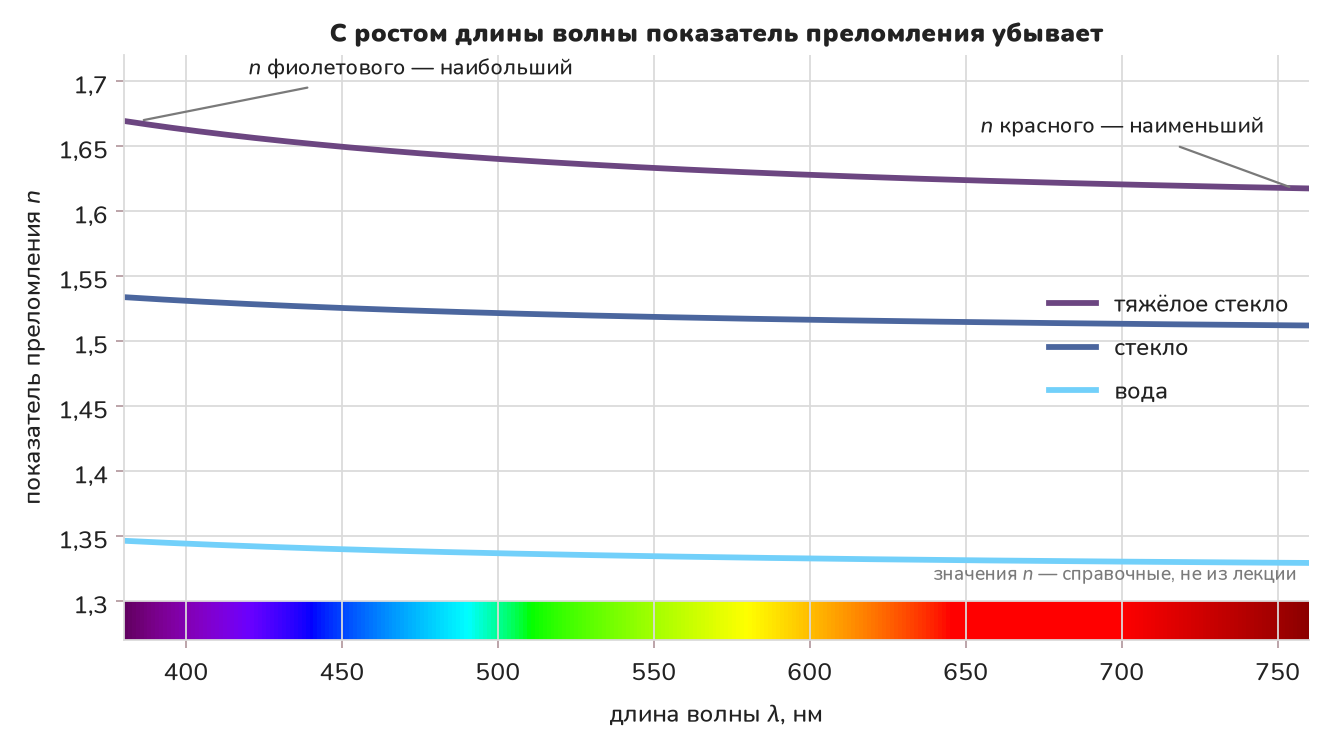 С ростом длины волны показатель преломления убывает
n фиолетового — наибольший
n красного — наименьший
показатель преломления n
1,7
1,65
1,6
1,55
1,5
1,45
1,4
1,35
1,3
тяжёлое стекло
стекло
вода
значения n — справочные, не из лекции
400 450 500 550 600 650 700 750
длина волны λ, нм